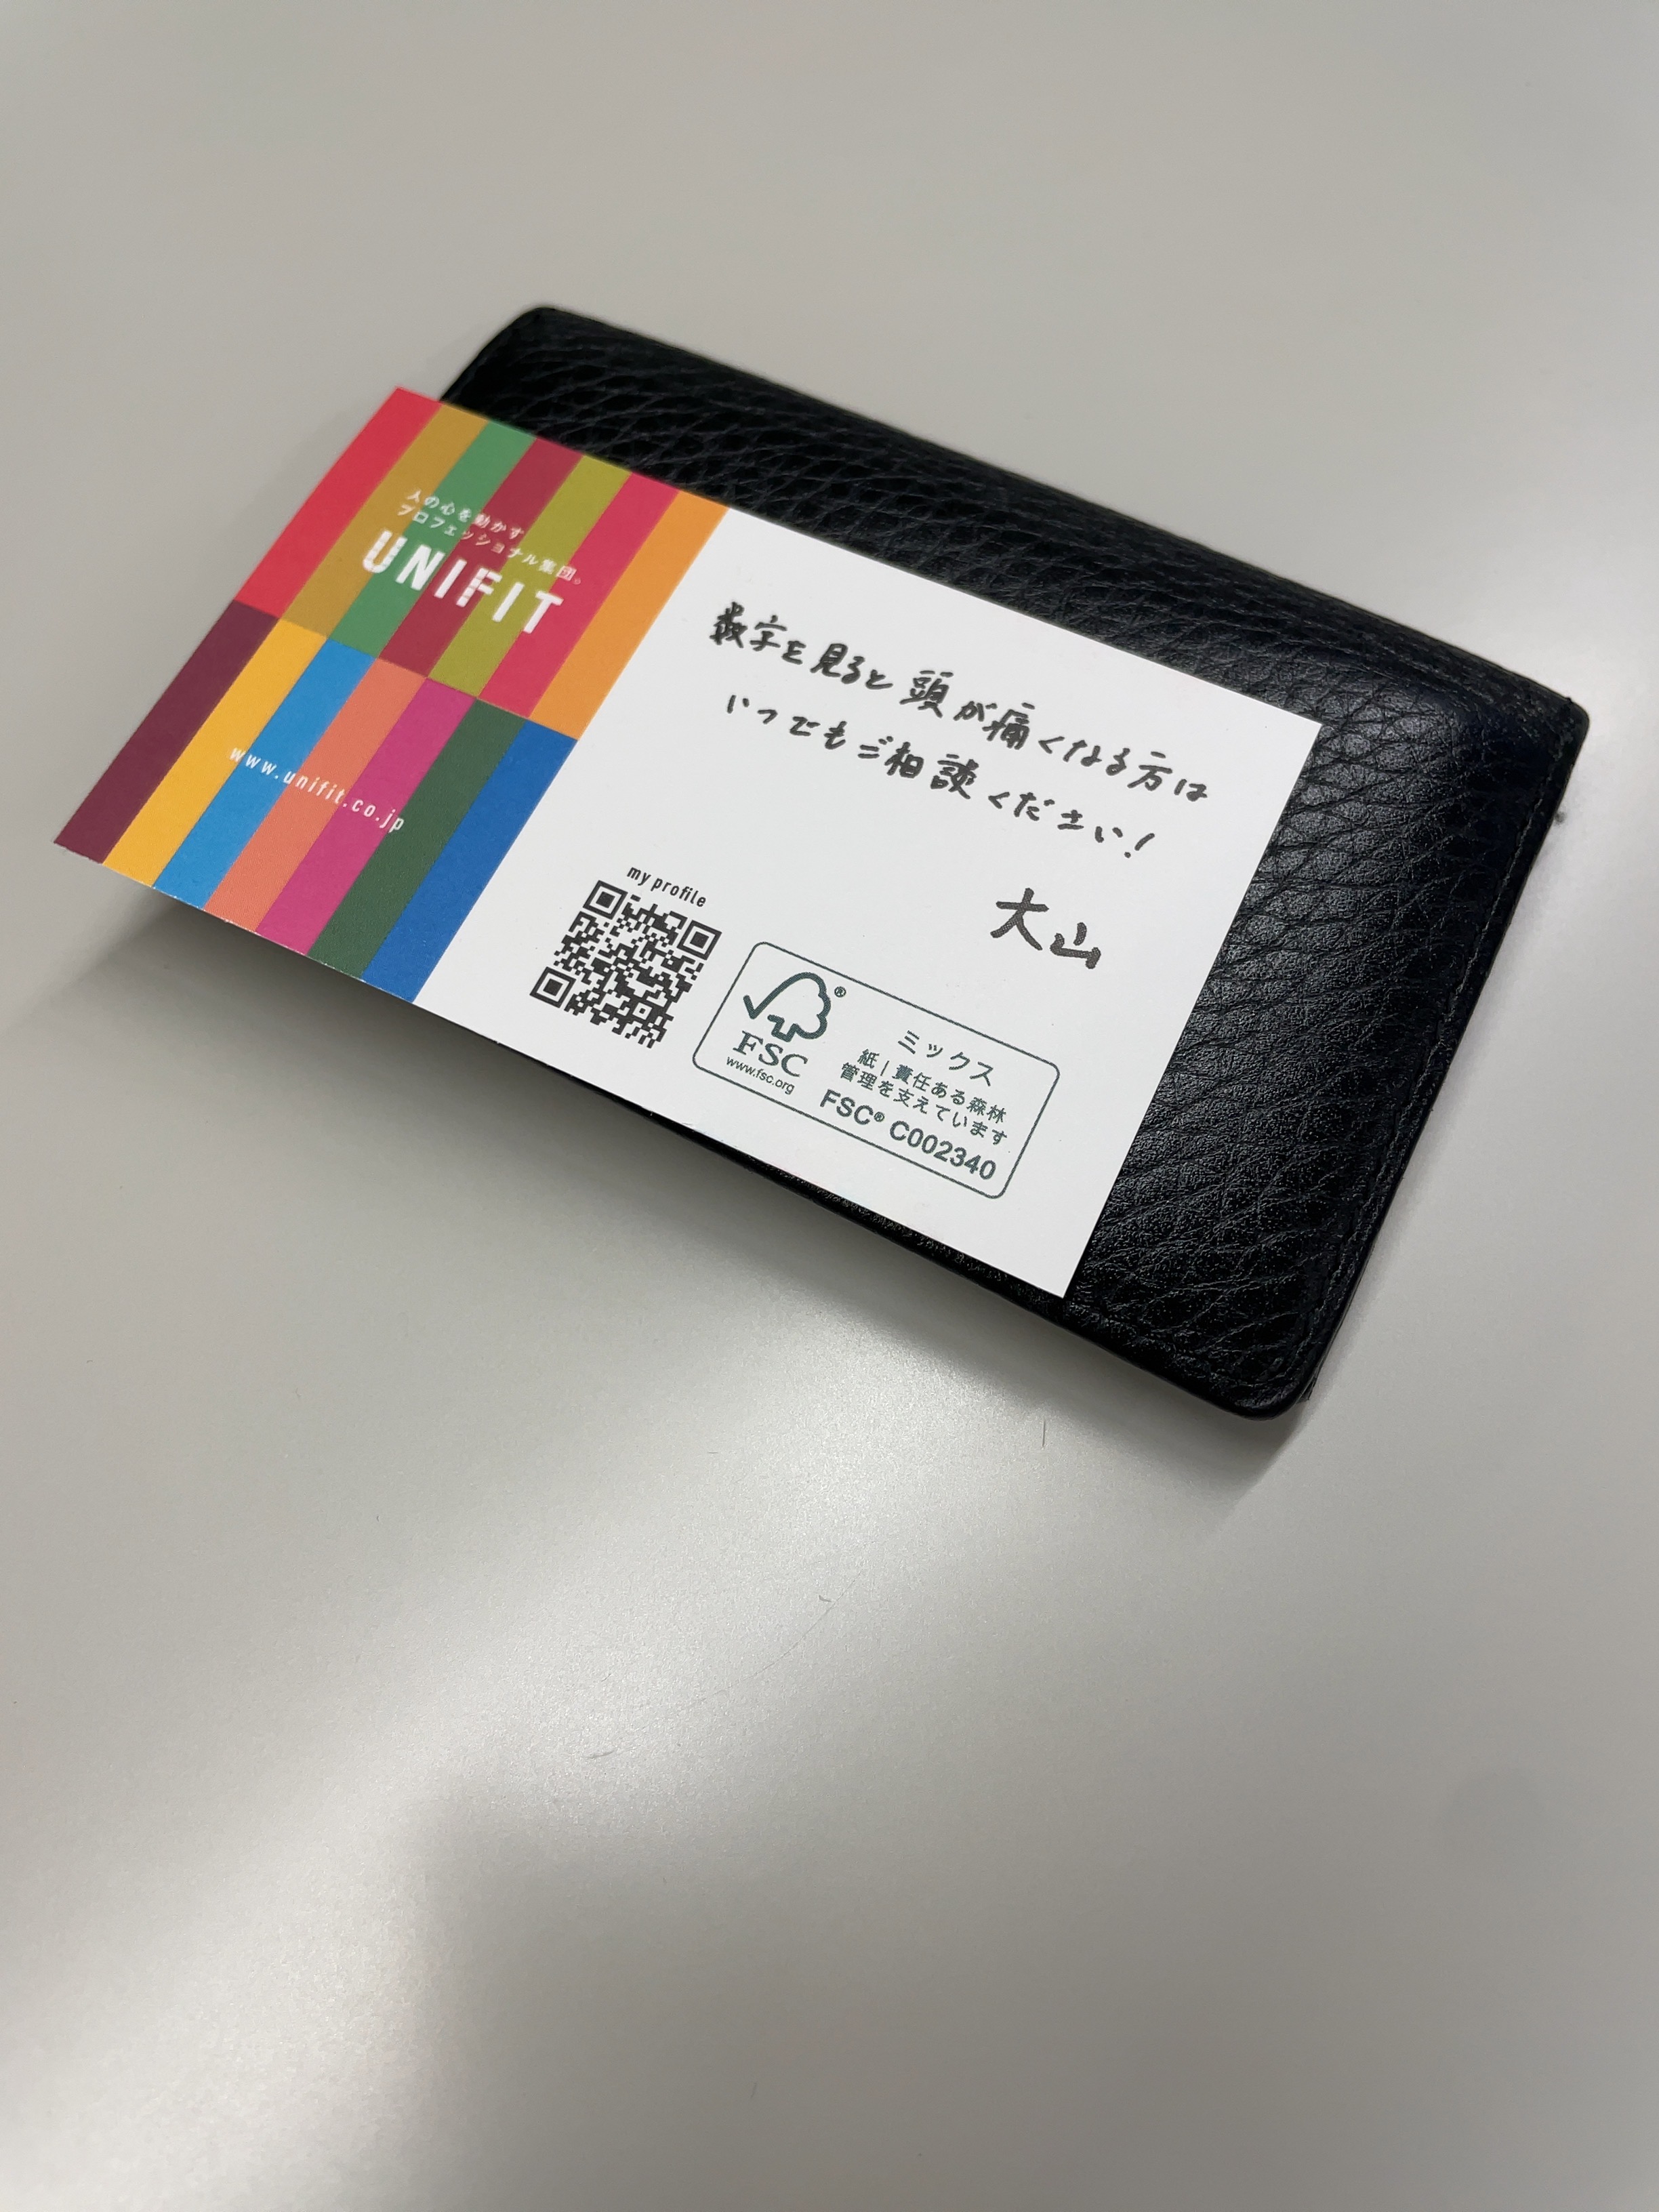 人の心を動かす
プロフェッショナル集団。
UNIFIT
www.unifit.co.jp
数字を見ると頭が痛くなる方は
いつでもご相談ください!
大山
my profile
FSC®
www.fsc.org
ミックス
紙|責任ある森林
管理を支えています
FSC® C002340